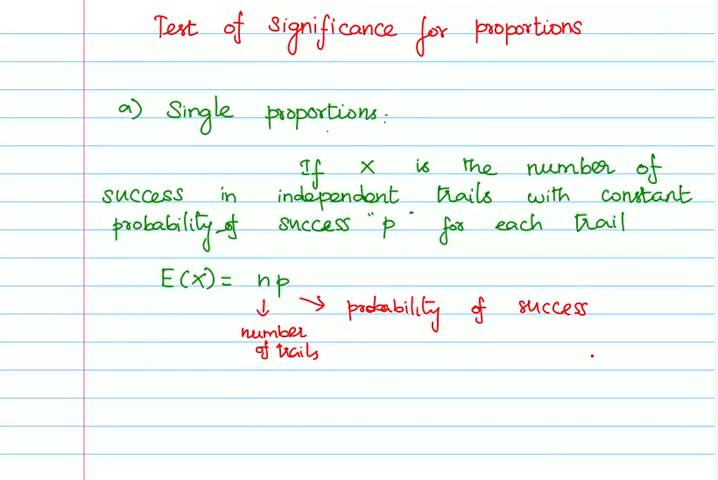 Test of significance for proportions
a) Single proportions:
If X is the number of
success in independent trails with constant
probability of success "p" for each trail
E(X) = np
↓ → probability of success
number
of trails